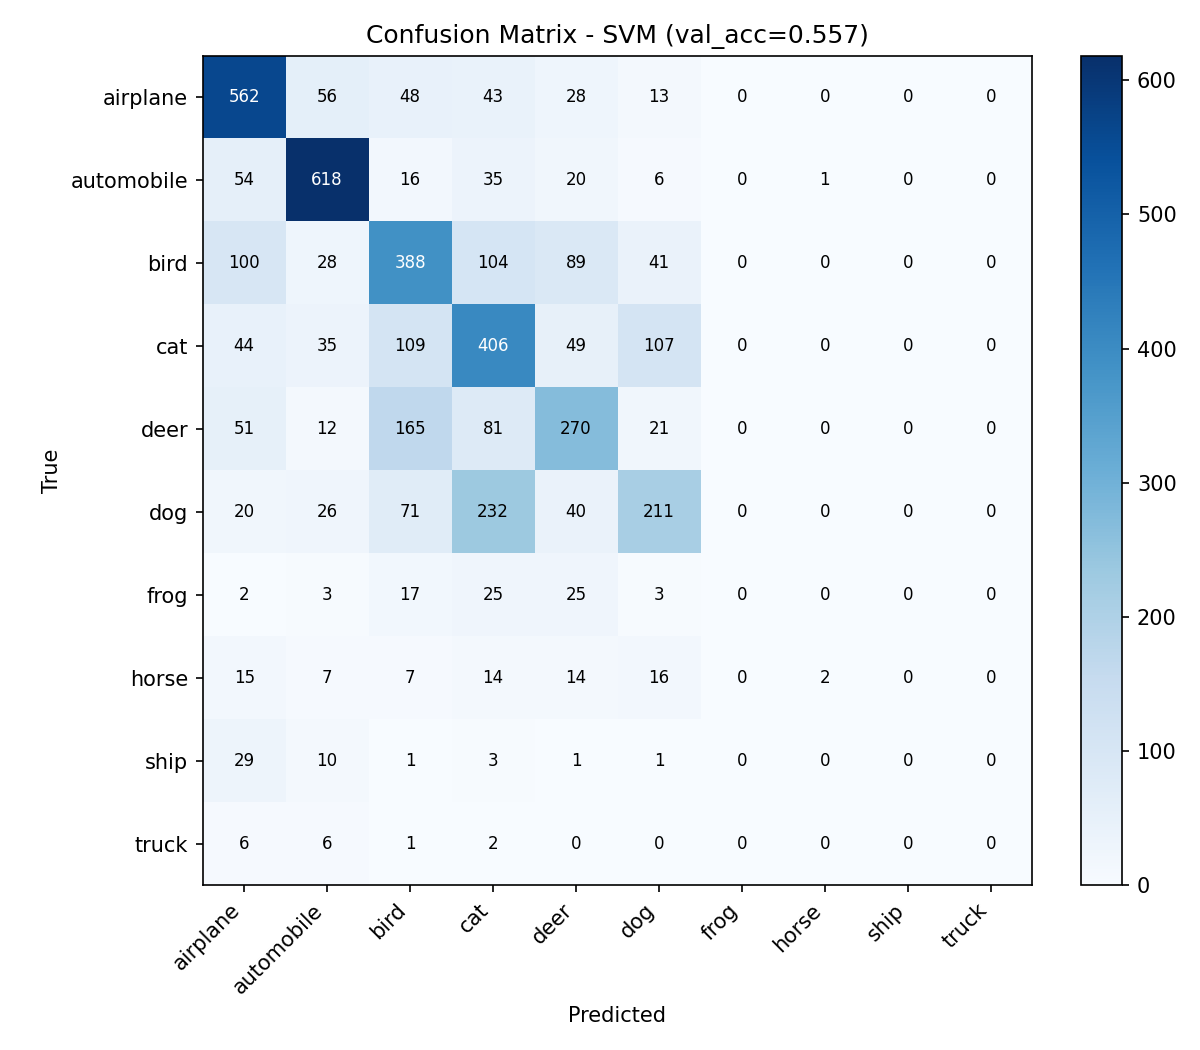 Confusion Matrix - SVM (val_acc=0.557)
airplane 562 56 48 43 28 13 0 0 0 0
automobile 54 618 16 35 20 6 0 1 0 0
bird 100 28 388 104 89 41 0 0 0 0
cat 44 35 109 406 49 107 0 0 0 0
deer 51 12 165 81 270 21 0 0 0 0
dog 20 26 71 232 40 211 0 0 0 0
frog 2 3 17 25 25 3 0 0 0 0
horse 15 7 7 14 14 16 0 2 0 0
ship 29 10 1 3 1 1 0 0 0 0
truck 6 6 1 2 0 0 0 0 0 0
True
airplane automobile bird cat deer dog frog horse ship truck
Predicted
600
500
400
300
200
100
0